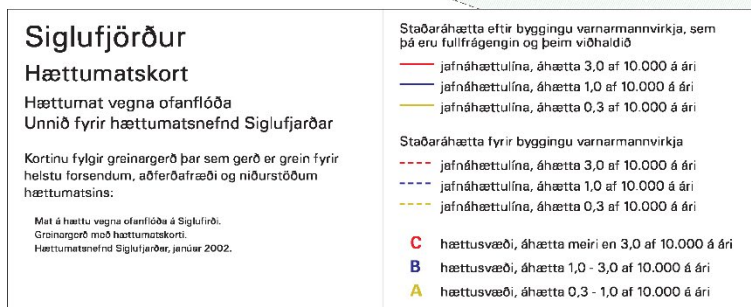 Siglufjörður
Hættumatskort
Hættumat vegna ofanflóða
Unnið fyrir hættumatsnefnd Siglufjarðar
Kortinu fylgir greinargerð þar sem gerð er grein fyrir
helstu forsendum, aðferðafræði og niðurstöðum
hættumatsins:
Mat á hættu vegna ofanflóða á Siglufirði.
Greinargerð með hættumatskorti.
Hættumatsnefnd Siglufjarðar, janúar 2002.
Staðaráhætta eftir byggingu varnarmannvirkja, sem
þá eru fullfrágengin og þeim viðhaldið
jafnáhættulína, áhætta 3,0 af 10.000 á ári
jafnáhættulína, áhætta 1,0 af 10.000 á ári
jafnáhættulína, áhætta 0,3 af 10.000 á ári
Staðaráhætta fyrir byggingu varnarmannvirkja
jafnáhættulína, áhætta 3,0 af 10.000 á ári
jafnáhættulína, áhætta 1,0 af 10.000 á ári
jafnáhættulína, áhætta 0,3 af 10.000 á ári
C hættusvæði, áhætta meiri en 3,0 af 10.000 á ári
B hættusvæði, áhætta 1,0 - 3,0 af 10.000 á ári
A hættusvæði, áhætta 0,3 - 1,0 af 10.000 á ári